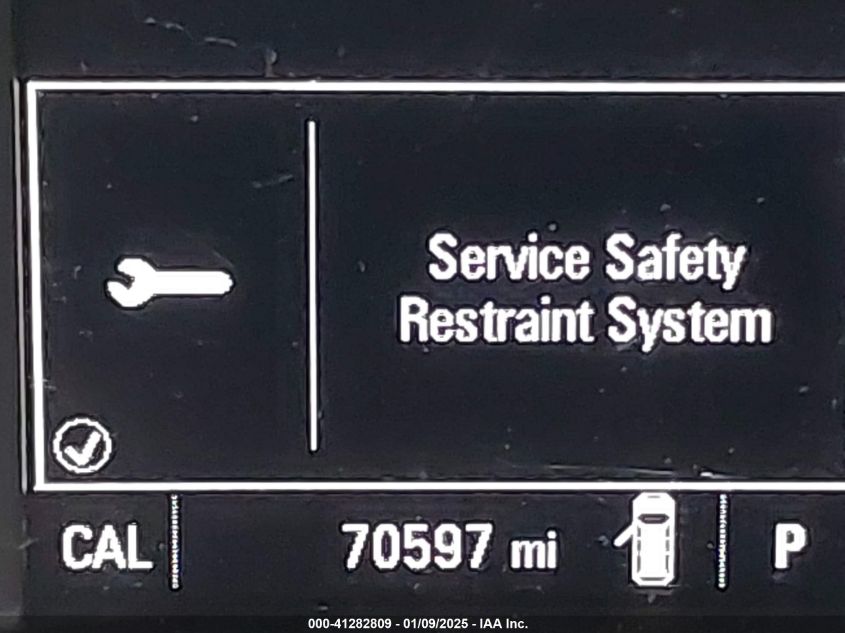 Service Safety
Restraint System
CAL 70597 mi P
000-41282809 - 01/09/2025 - IAA Inc.